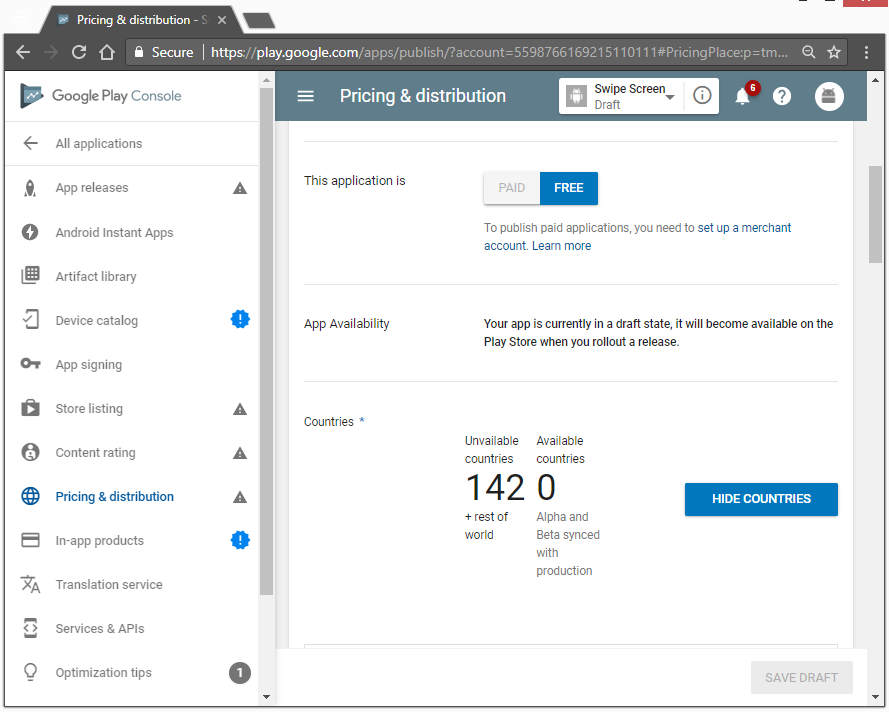 Pricing & distribution - S
Secure
https://play.google.com/apps/publish/?account=5598766169215110111#PricingPlace:p=tm...
Google Play Console
All applications
App releases
Android Instant Apps
Artifact library
Device catalog
App signing
Store listing
Content rating
Pricing & distribution
In-app products
Translation service
Services & APIs
Optimization tips
1
Pricing & distribution
Swipe Screen
Draft
6
This application is
PAID
FREE
To publish paid applications, you need to set up a merchant
account. Learn more
App Availability
Your app is currently in a draft state, it will become available on the
Play Store when you rollout a release.
Countries *
Unvailable
countries
142
+ rest of
world
Available
countries
0
Alpha and
Beta synced
with
production
HIDE COUNTRIES
SAVE DRAFT